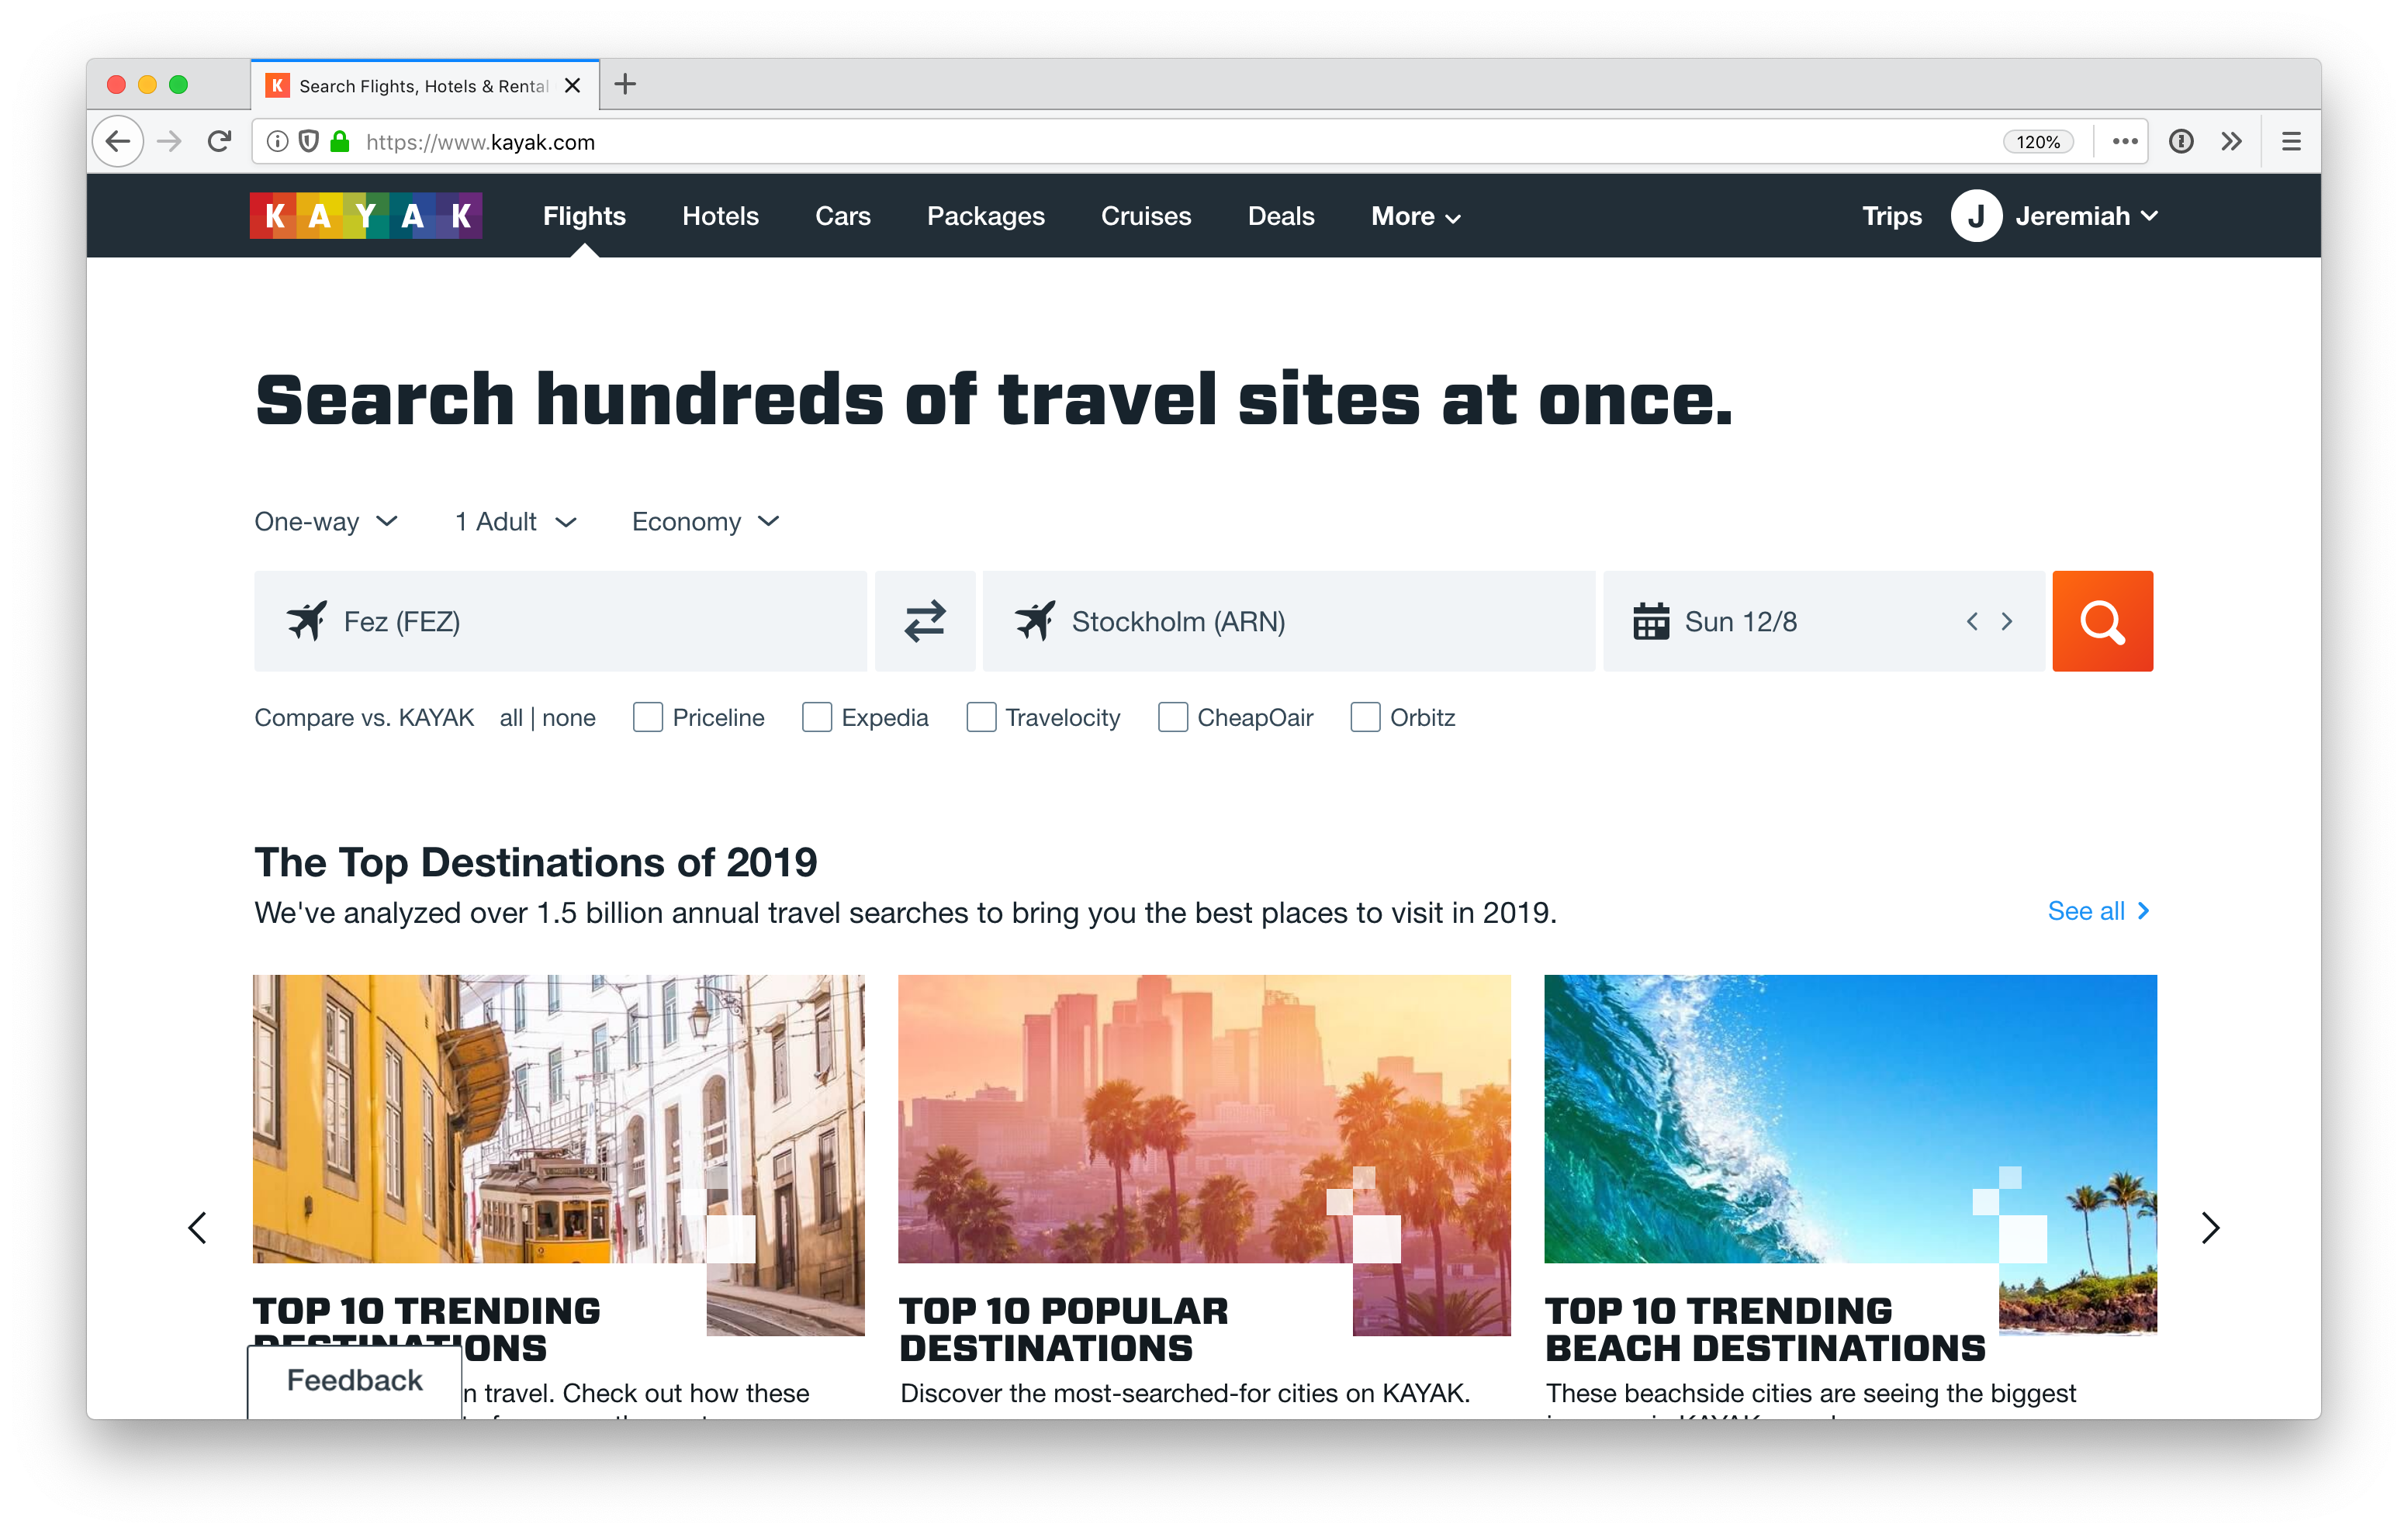 Search Flights, Hotels & Rental
https://www.kayak.com
120%
KAYAK
Flights
Hotels
Cars
Packages
Cruises
Deals
More
Trips
J
Jeremiah
Search hundreds of travel sites at once.
One-way
1 Adult
Economy
Fez (FEZ)
Stockholm (ARN)
Sun 12/8
Compare vs. KAYAK
all | none
Priceline
Expedia
Travelocity
CheapOair
Orbitz
The Top Destinations of 2019
We've analyzed over 1.5 billion annual travel searches to bring you the best places to visit in 2019.
See all
TOP 10 TRENDING
DESTINATIONS
travel. Check out how these
TOP 10 POPULAR
DESTINATIONS
Discover the most-searched-for cities on KAYAK.
TOP 10 TRENDING
BEACH DESTINATIONS
These beachside cities are seeing the biggest
Feedback